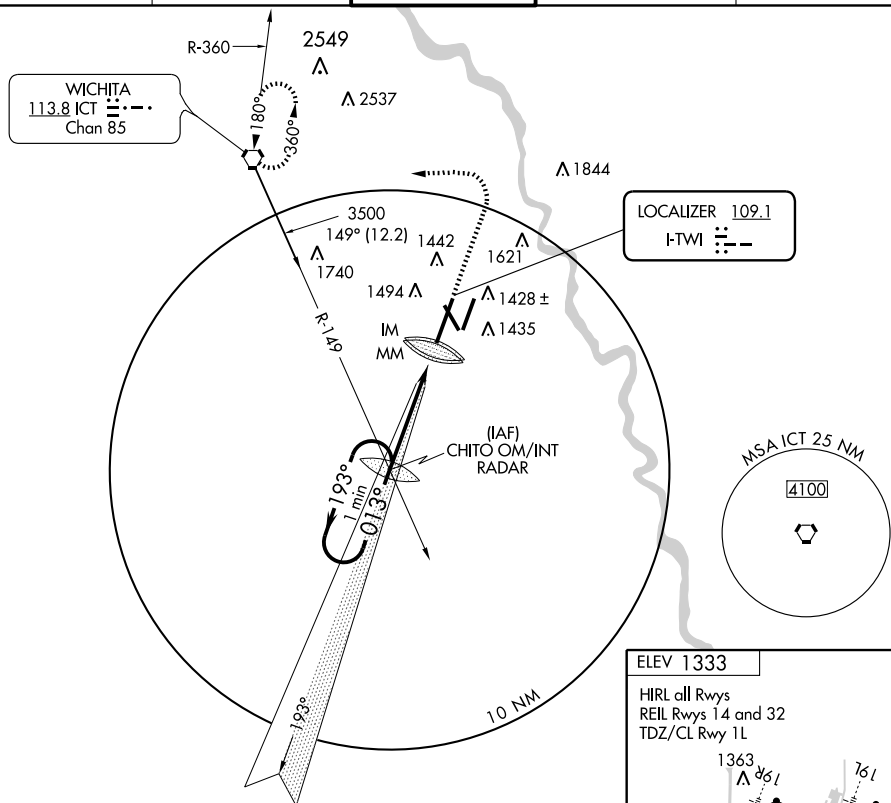 R-360
2549
WICHITA
113.8 ICT
Chan 85
2537
180°
360°
1844
3500
149° (12.2)
1740
1442
1621
LOCALIZER 109.1
I-TWI
1494
1428 ±
1435
IM
MM
R-149
(IAF)
CHITO OM/INT
RADAR
193°
1 min
013°
MSA ICT 25 NM
4100
193°
10 NM
ELEV 1333
HIRL all Rwys
REIL Rwys 14 and 32
TDZ/CL Rwy 1L
1363
19R
19L